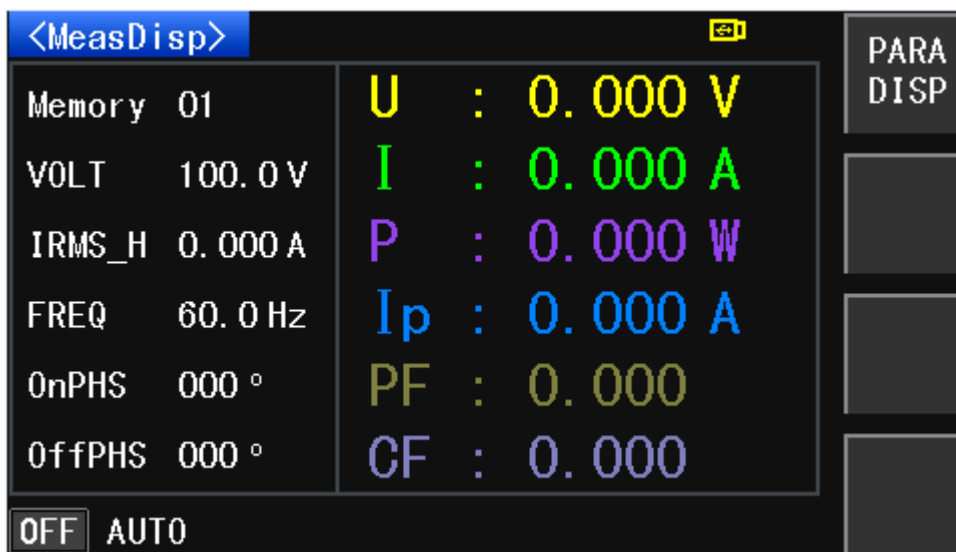 <MeasDisp>
PARA
DISP
Memory 01
VOLT 100.0 V
IRMS_H 0.000 A
FREQ 60.0 Hz
OnPHS 000 °
OffPHS 000 °
U : 0.000 V
I : 0.000 A
P : 0.000 W
Ip : 0.000 A
PF : 0.000
CF : 0.000
OFF AUTO